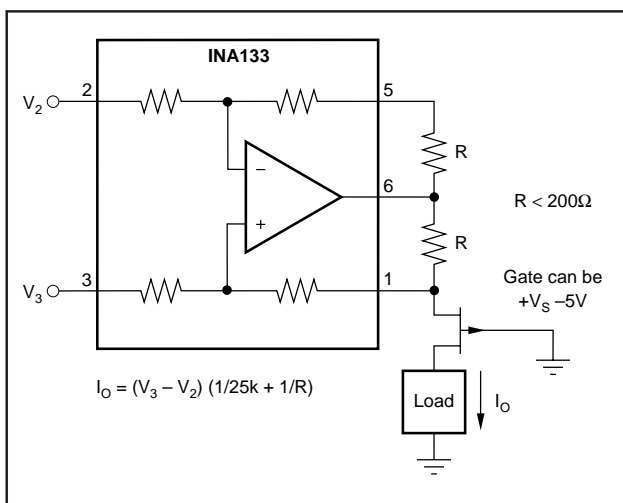 INA133
2
5
V2
R
–
6
R < 200Ω
+
R
3
1
Gate can be
+VS –5V
V3
IO = (V3 – V2) (1/25k + 1/R)
Load
IO